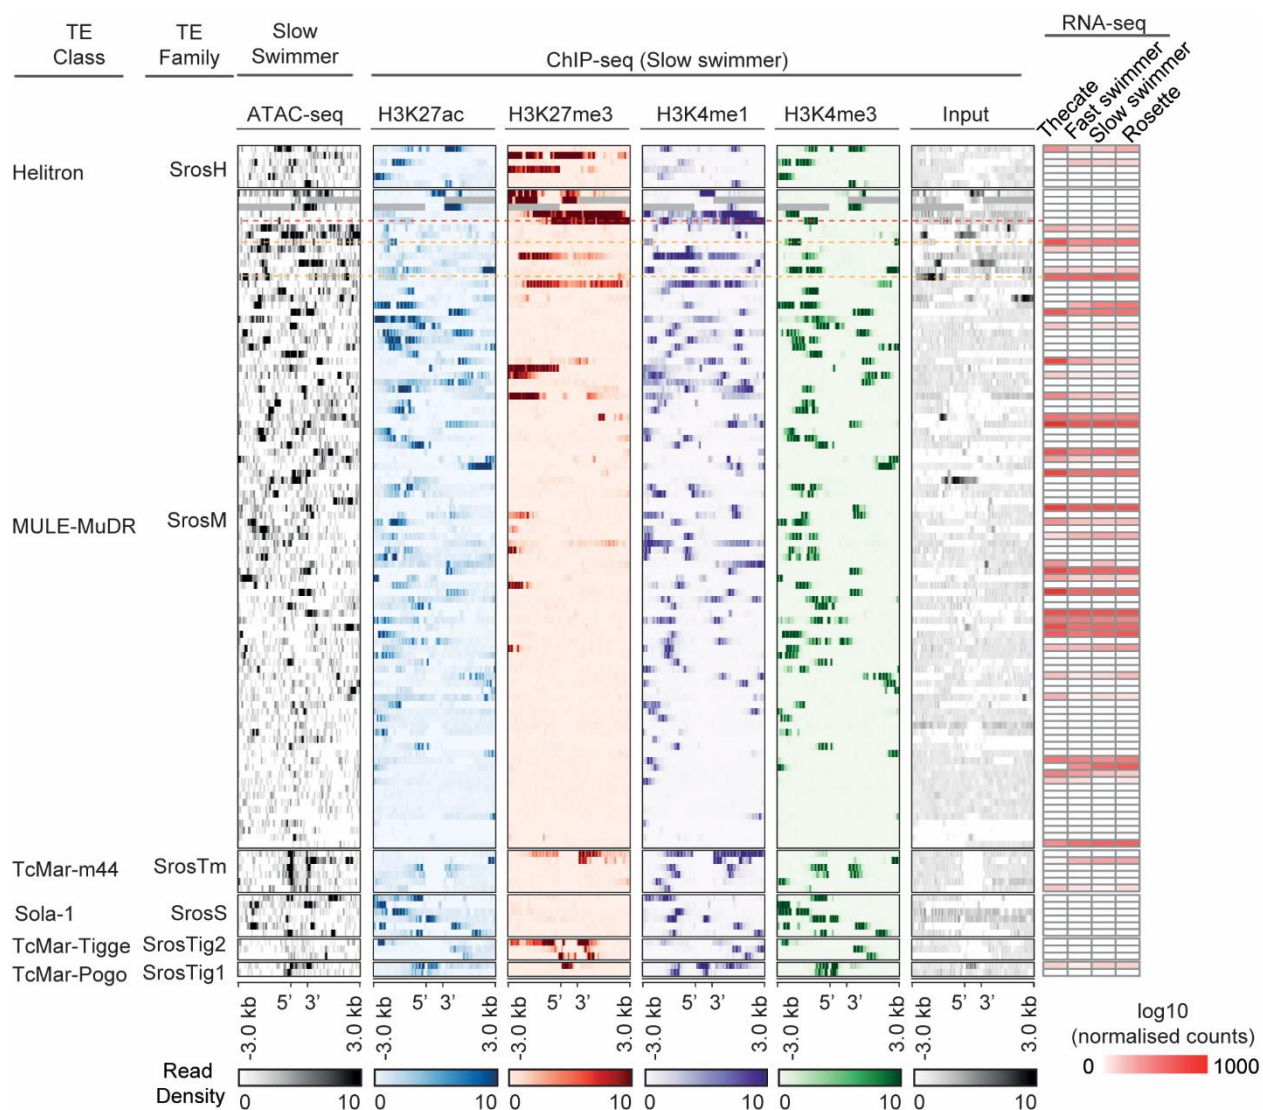 TE
Class
TE
Family
Slow
Swimmer
ChIP-seq (Slow swimmer)
RNA-seq
ATAC-seq
H3K27ac
H3K27me3
H3K4me1
H3K4me3
Input
Thecate
Fast swimmer
Slow swimmer
Rosette
Helitron
SrosH
MULE-MuDR
SrosM
TcMar-m44
SrosTm
Sola-1
SrosS
TcMar-Tigge
SrosTig2
TcMar-Pogo
SrosTig1
-3.0 kb 5' 3' 3.0 kb
-3.0 kb 5' 3' 3.0 kb
-3.0 kb 5' 3' 3.0 kb
-3.0 kb 5' 3' 3.0 kb
-3.0 kb 5' 3' 3.0 kb
-3.0 kb 5' 3' 3.0 kb
log10
(normalised counts)
0 1000
Read
Density
0 10
0 10
0 10
0 10
0 10
0 10